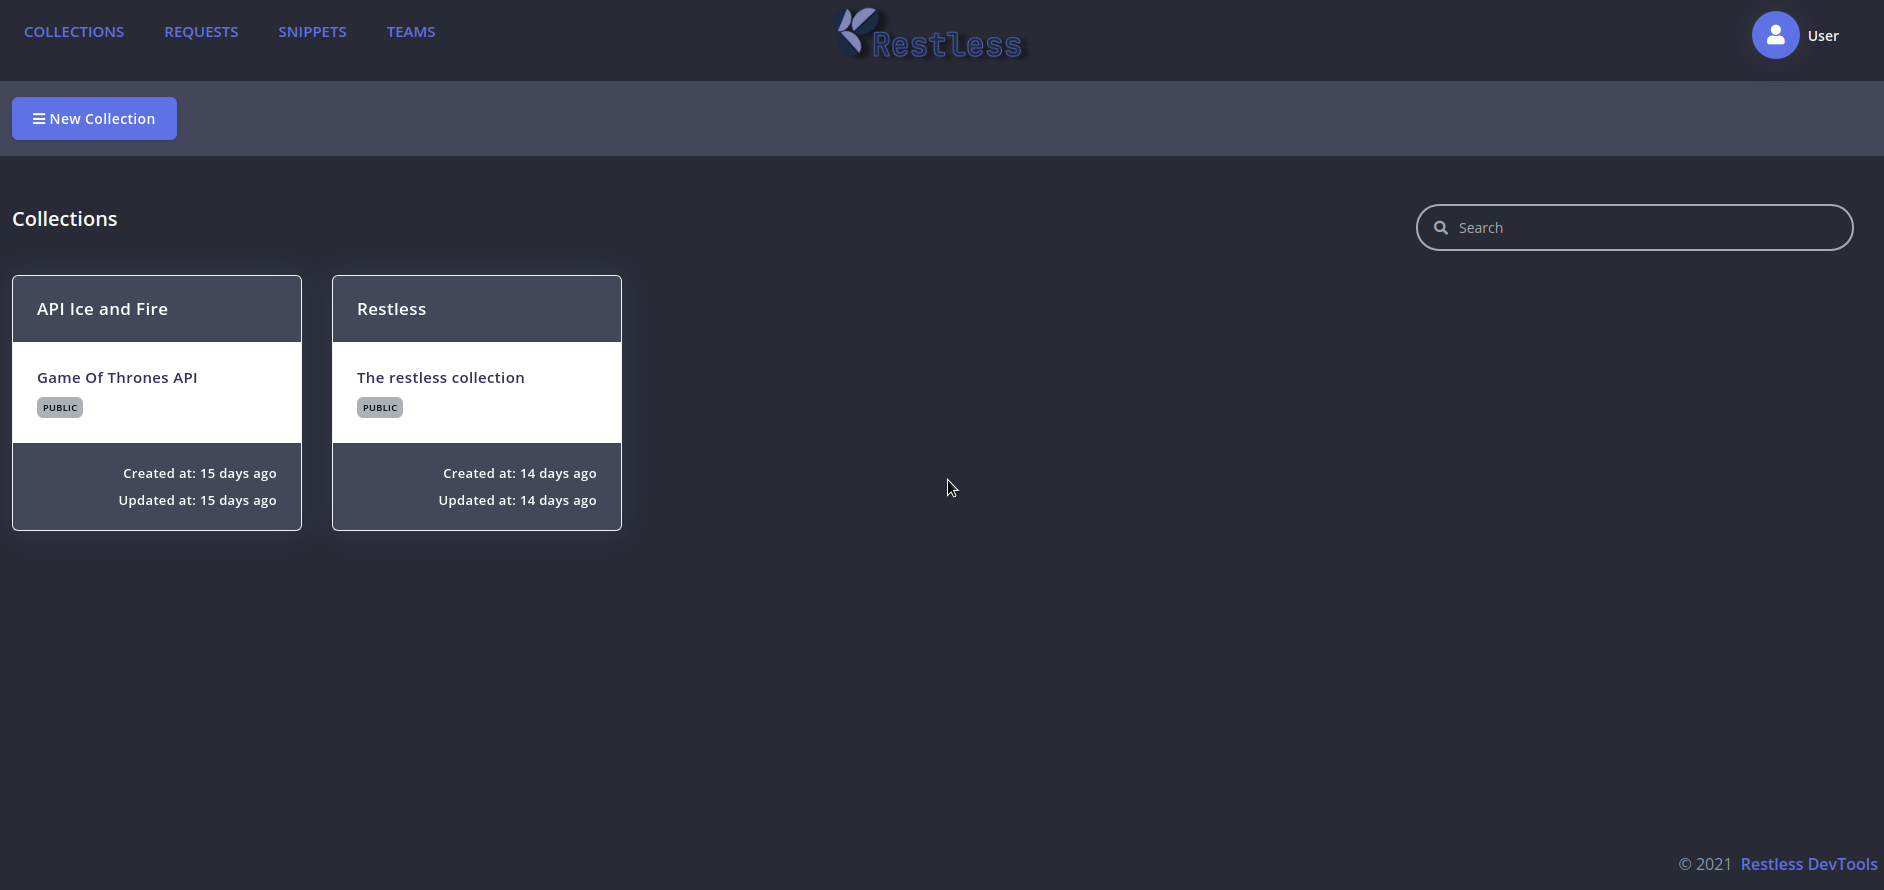 COLLECTIONS REQUESTS SNIPPETS TEAMS Restless User
New Collection
Collections
Search
API Ice and Fire
Game Of Thrones API
PUBLIC
Created at: 15 days ago
Updated at: 15 days ago
Restless
The restless collection
PUBLIC
Created at: 14 days ago
Updated at: 14 days ago
© 2021 Restless DevTools